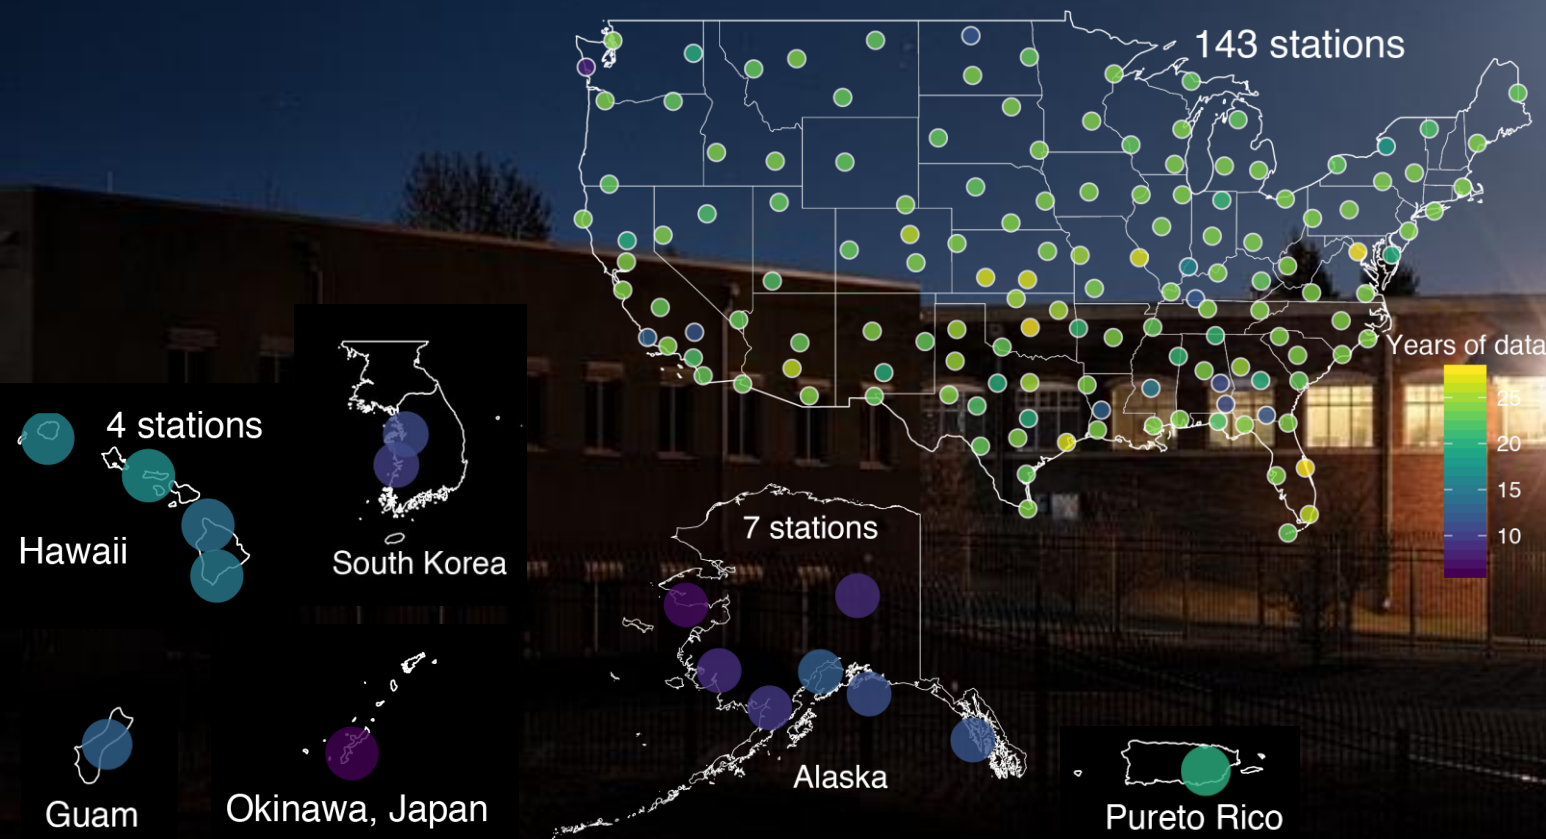 143 stations
Years of data
25
20
15
10
4 stations
Hawaii
South Korea
7 stations
Alaska
Guam
Okinawa, Japan
Pureto Rico